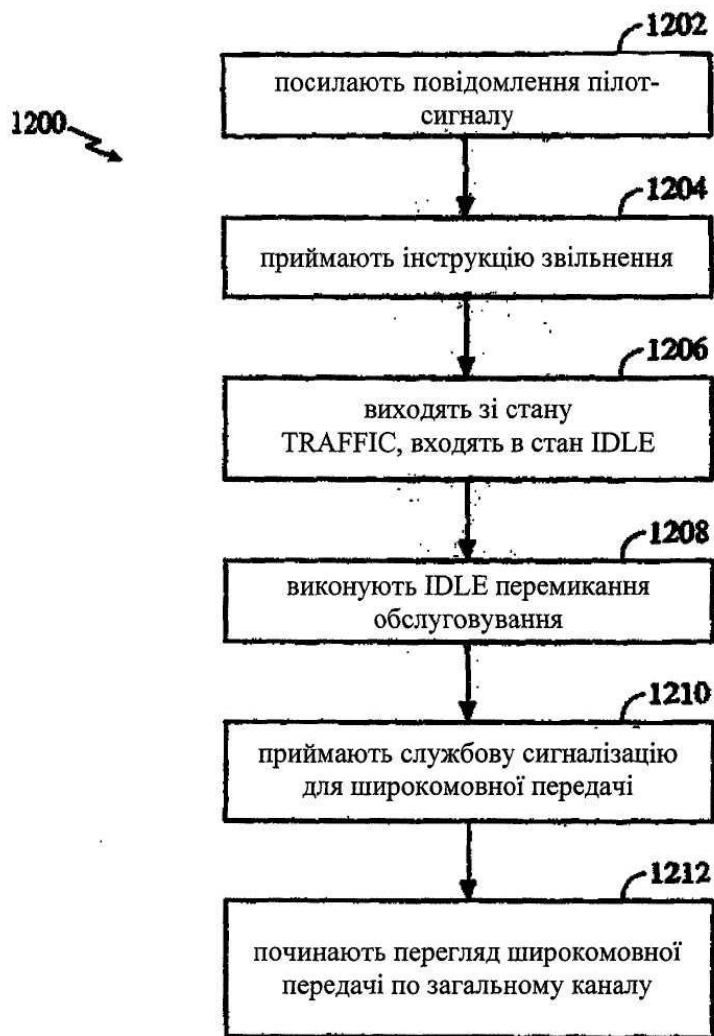 1200
1202
посилають повідомлення пілот-
сигналу
1204
приймають інструкцію звільнення
1206
виходять зі стану
TRAFFIC, входять в стан IDLE
1208
виконують IDLE перемикання
обслуговування
1210
приймають службову сигналізацію
для широкомовної передачі
1212
починають перегляд широкомовної
передачі по загальному каналу